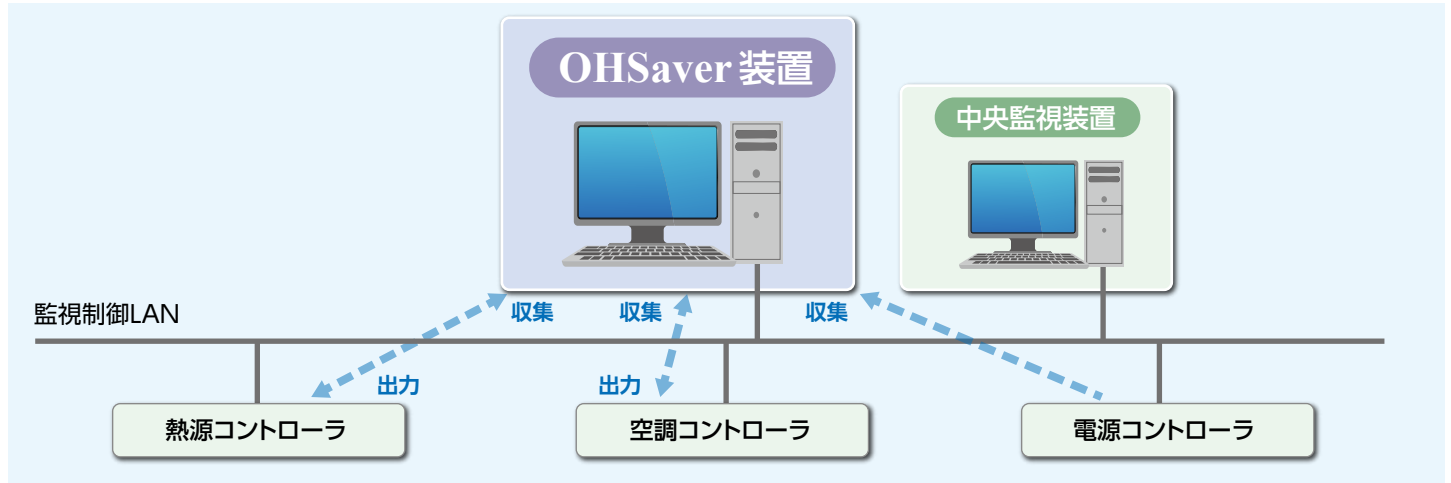 OHSaver 装置
中央監視装置
監視制御LAN
収集
収集
収集
出力
出力
熱源コントローラ
空調コントローラ
電源コントローラ